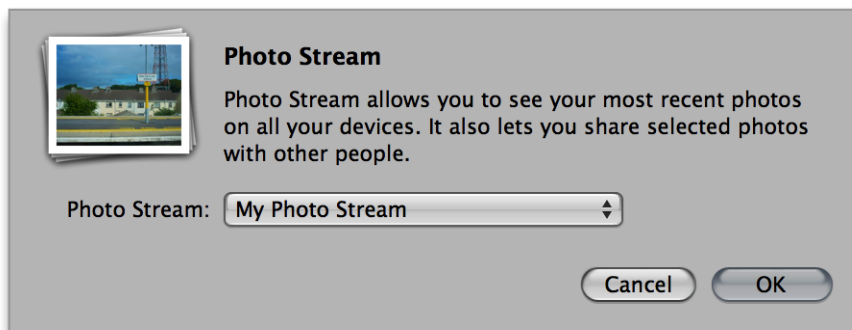 Photo Stream
Photo Stream allows you to see your most recent photos
on all your devices. It also lets you share selected photos
with other people.
Photo Stream: My Photo Stream
Cancel OK